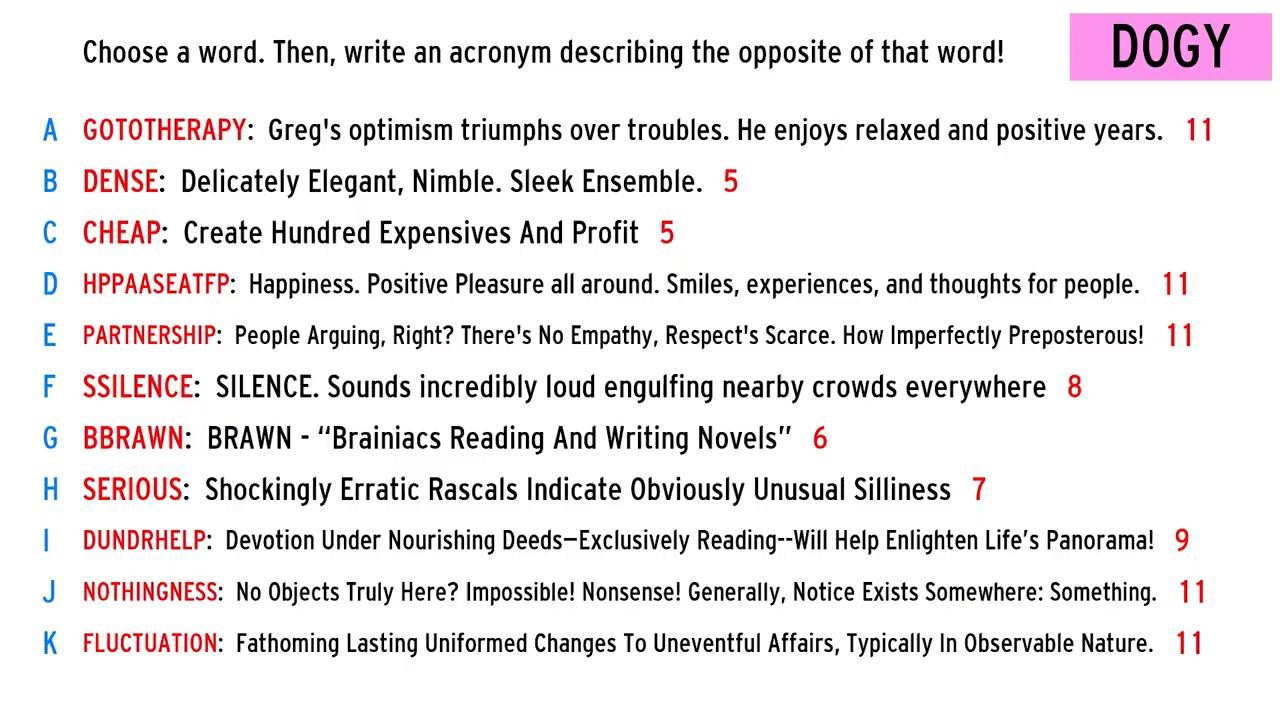 Choose a word. Then, write an acronym describing the opposite of that word!
DOGY
A GOTOTHERAPY: Greg's optimism triumphs over troubles. He enjoys relaxed and positive years. 11
B DENSE: Delicately Elegant, Nimble. Sleek Ensemble. 5
C CHEAP: Create Hundred Expensives And Profit 5
D HPPAASEATFP: Happiness. Positive Pleasure all around. Smiles, experiences, and thoughts for people. 11
E PARTNERSHIP: People Arguing, Right? There's No Empathy, Respect's Scarce. How Imperfectly Preposterous! 11
F SSILENCE: SILENCE. Sounds incredibly loud engulfing nearby crowds everywhere 8
G BBRAWN: BRAWN - “Brainiacs Reading And Writing Novels” 6
H SERIOUS: Shockingly Erratic Rascals Indicate Obviously Unusual Silliness 7
I DUNDRHELP: Devotion Under Nourishing Deeds—Exclusively Reading--Will Help Enlighten Life’s Panorama! 9
J NOTHINGNESS: No Objects Truly Here? Impossible! Nonsense! Generally, Notice Exists Somewhere: Something. 11
K FLUCTUATION: Fathoming Lasting Uniformed Changes To Uneventful Affairs, Typically In Observable Nature. 11